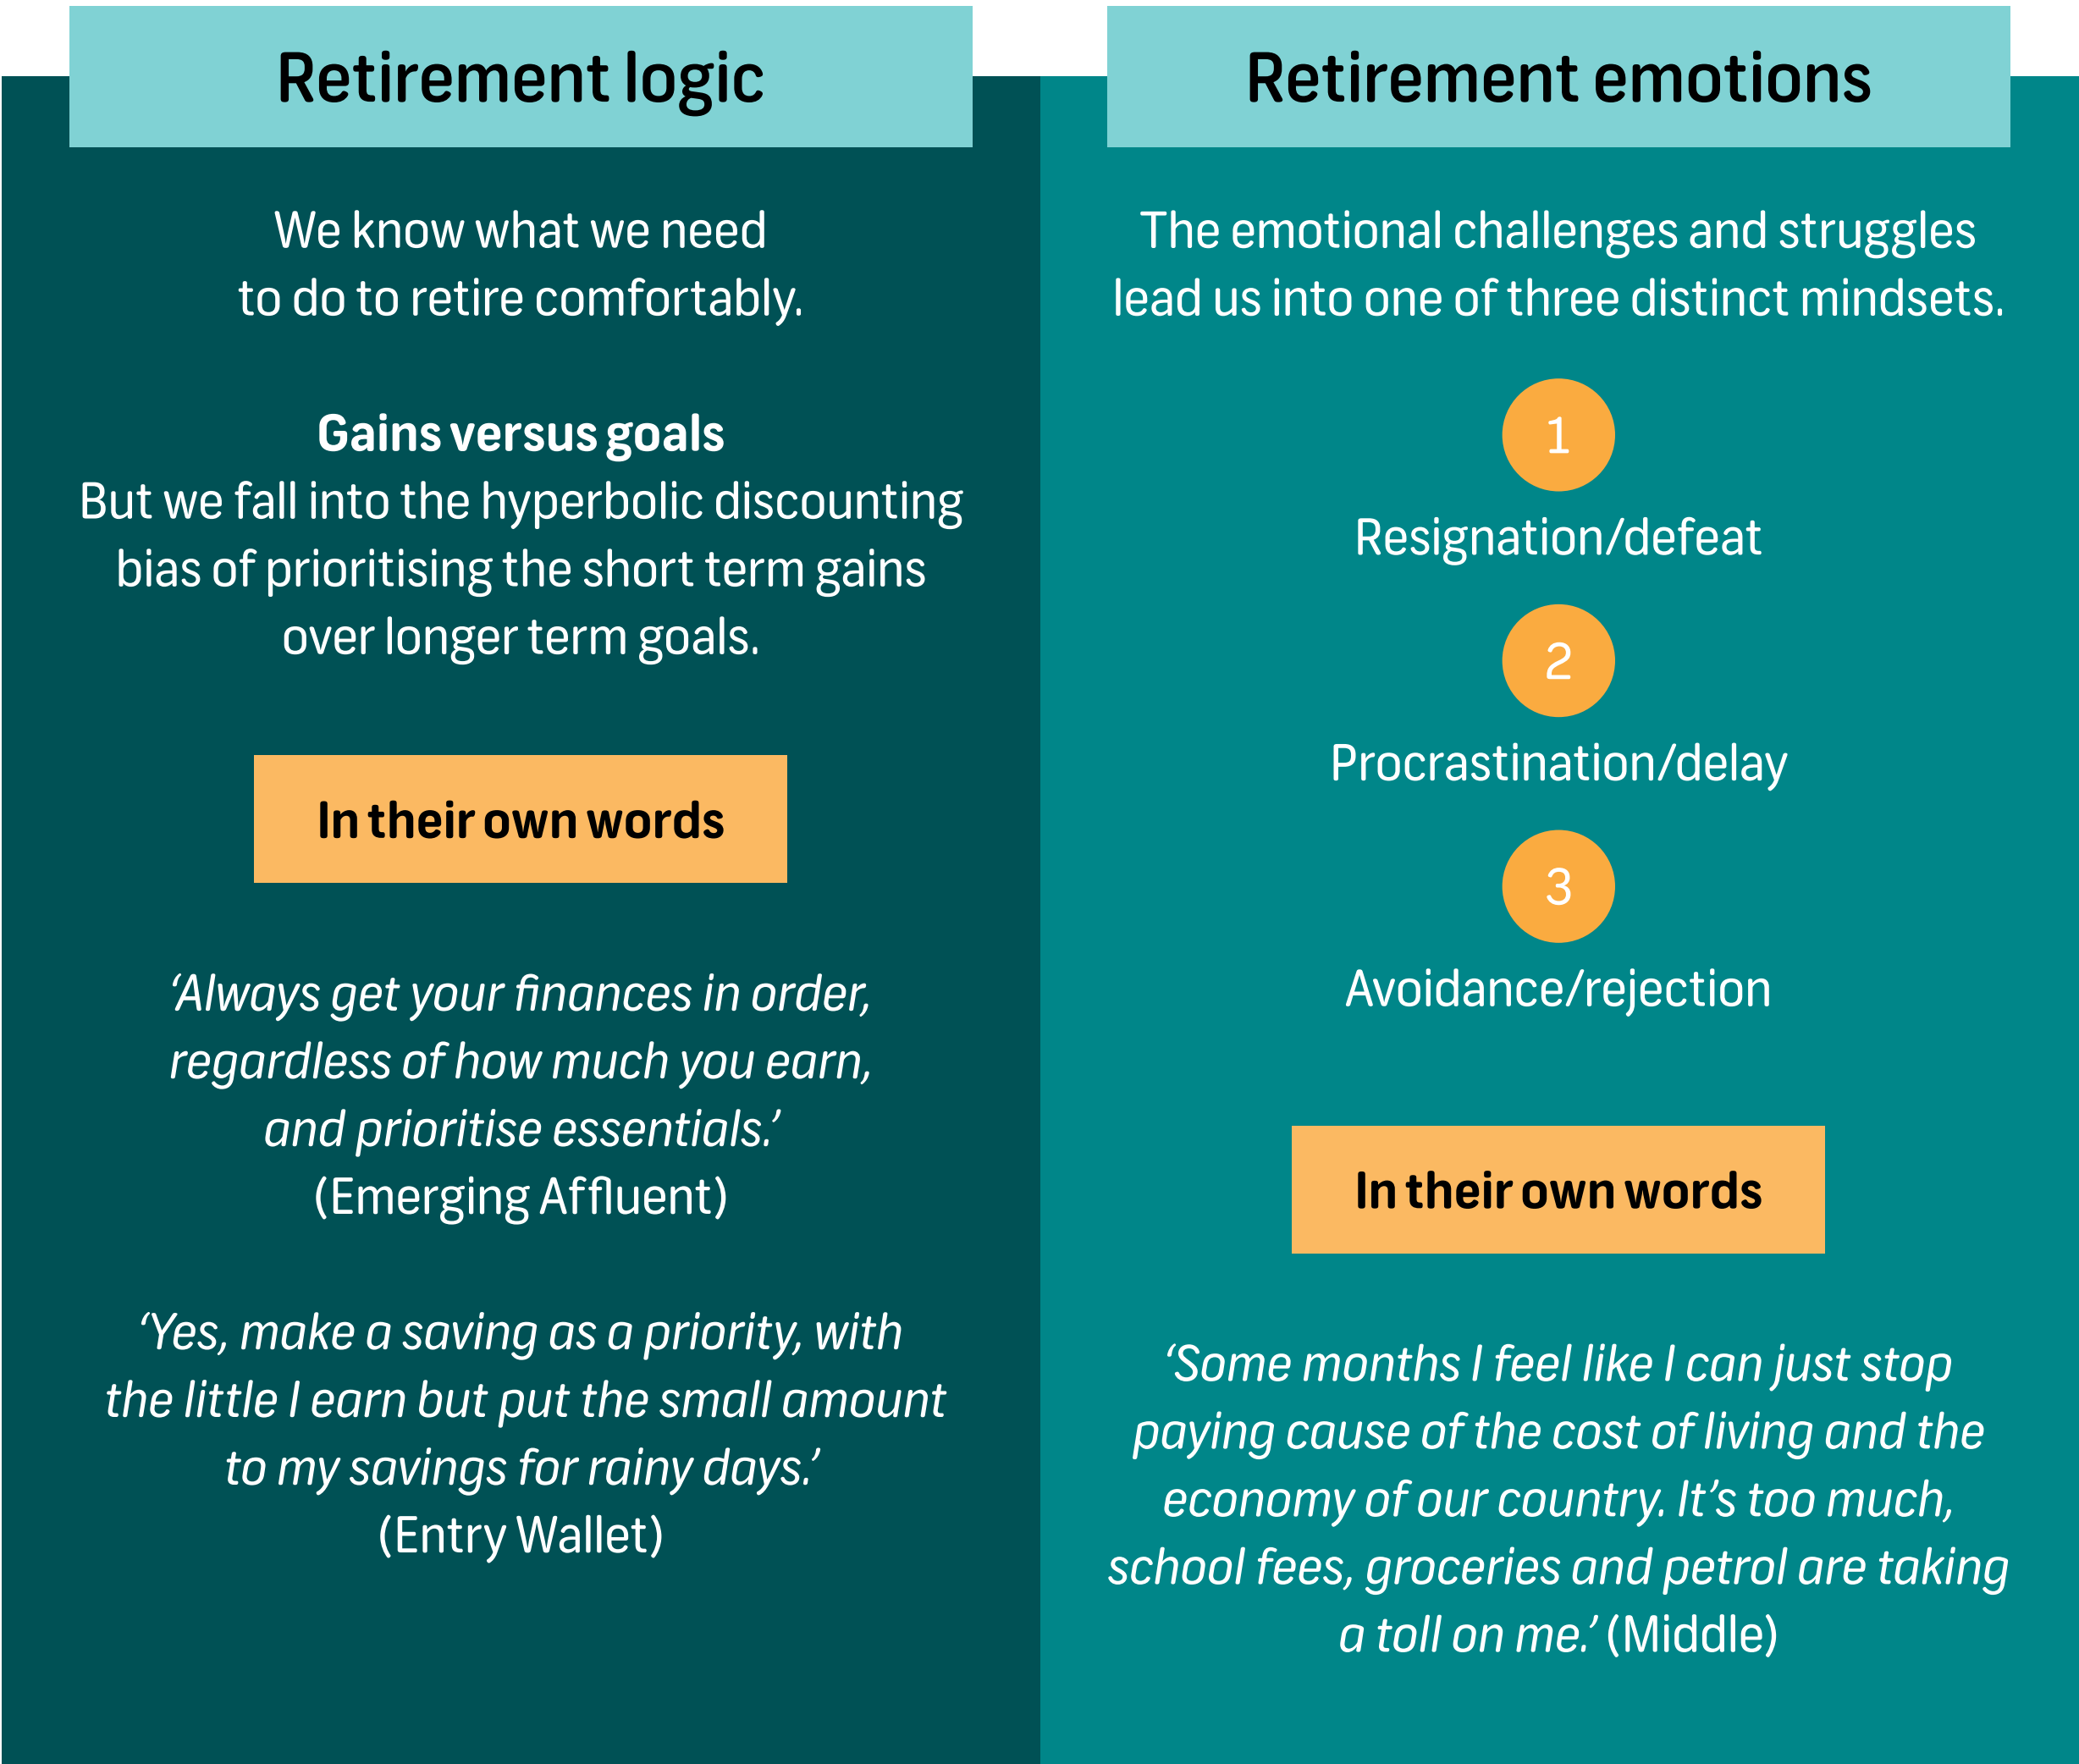 Retirement logic
We know what we need
to do to retire comfortably.
Gains versus goals
But we fall into the hyperbolic discounting
bias of prioritising the short term gains
over longer term goals.
In their own words
‘Always get your finances in order,
regardless of how much you earn,
and prioritise essentials.’
(Emerging Affluent)
‘Yes, make a saving as a priority, with
the little I earn but put the small amount
to my savings for rainy days.’
(Entry Wallet)
Retirement emotions
The emotional challenges and struggles
lead us into one of three distinct mindsets.
1
Resignation/defeat
2
Procrastination/delay
3
Avoidance/rejection
In their own words
‘Some months I feel like I can just stop
paying cause of the cost of living and the
economy of our country. It’s too much,
school fees, groceries and petrol are taking
a toll on me.’ (Middle)